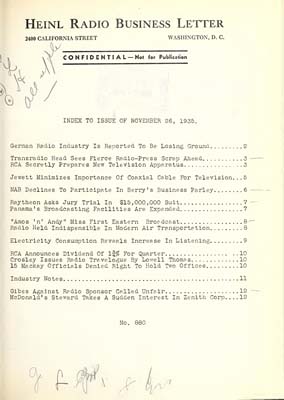 HEINL RADIO BUSINESS LETTER
2400 CALIFORNIA STREET WASHINGTON, D. C.
CONFIDENTIAL — Not for Publication
INDEX TO ISSUE OF NOVEMBER 26, 1935.
German Radio Industry Is Reported To Be Losing Ground........2
Transradio Head Sees Fierce Radio-Press Scrap Ahead..........3
RCA Secretly Prepares New Television Apparatus...............3
Jewett Minimizes Importance Of Coaxial Cable For Television...5
NAB Declines To Participate In Berry's Business Parley.......6
Raytheon Asks Jury Trial In $15,000,000 Suit.................7
Panama's Broadcasting Facilities Are Expanded................7
"Amos 'n' Andy" Miss First Eastern Broadcast.................8
Radio Held Indispensible In Modern Air Transportation........8
Electricity Consumption Reveals Increase In Listening........9
RCA Announces Dividend Of 1¾% For Quarter...................10
Crosley Issues Radio Travelogue By Lowell Thomas............10
15 Mackay Officials Denied Right To Hold Two Offices........10
Industry Notes..............................................11
Gibes Against Radio Sponsor Called Unfair...................12
McDonald's Steward Takes A Sudden Interest In Zenith Corp....12
No. 880